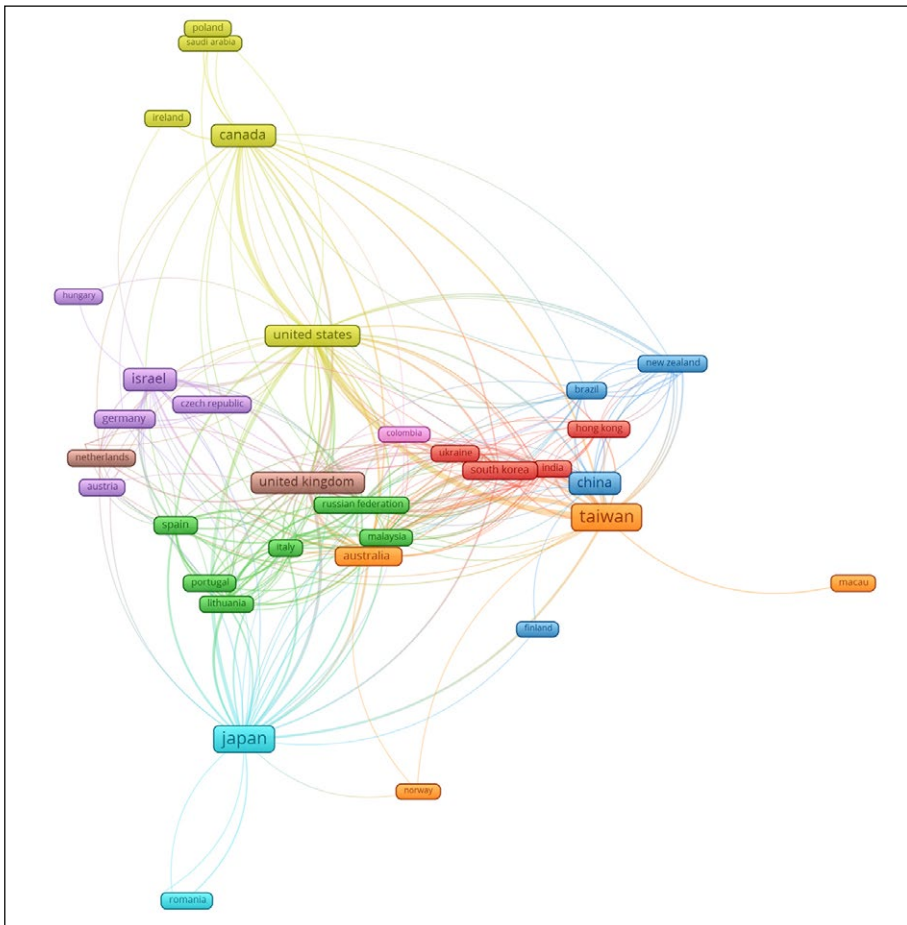 poland
saudi arabia
ireland
canada
hungary
united states
new zealand
israel
brazil
czech republic
germany
hong kong
colombia
ukraine
netherlands
south korea
india
united kingdom
china
austria
russian federation
taiwan
spain
malaysia
italy
australia
portugal
macau
lithuania
finland
japan
norway
romania